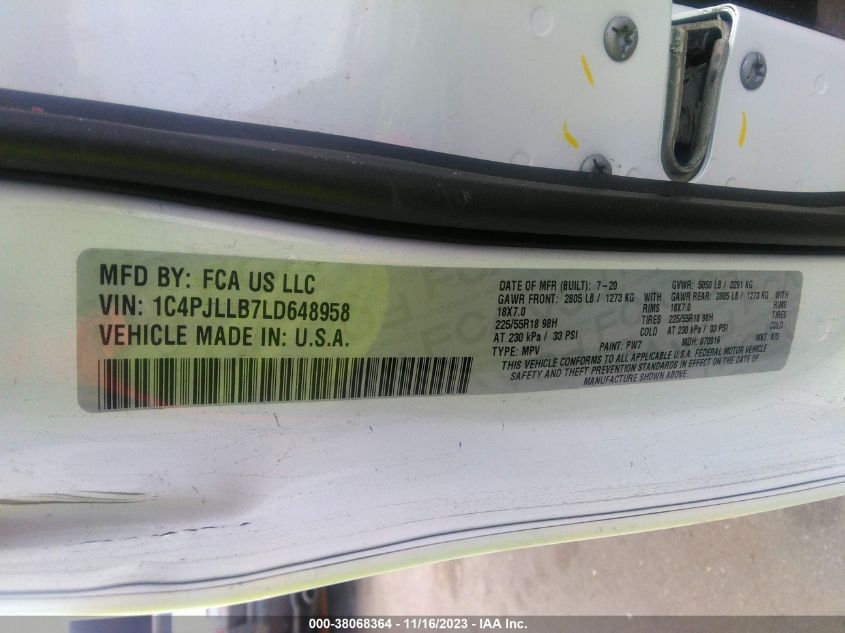 MFD BY: FCA US LLC
VIN: 1C4PJLLB7LD648958
VEHICLE MADE IN: U.S.A.
DATE OF MFR (BUILT): 7-20 GVWR: 5050 LB / 2291 KG
GAWR FRONT: 2805 LB / 1273 KG WITH GAWR REAR: 2805 LB / 1273 KG WITH
18X7.0 RIMS 18X7.0 RIMS
225/55R18 98H TIRES 225/55R18 98H TIRES
AT 230 kPa / 33 PSI COLD AT 230 kPa / 33 PSI COLD
TYPE: MPV PAINT: PW7 MDH: 070816 MKT: 875
THIS VEHICLE CONFORMS TO ALL APPLICABLE U.S.A. FEDERAL MOTOR VEHICLE
SAFETY AND THEFT PREVENTION STANDARDS IN EFFECT ON THE DATE OF
MANUFACTURE SHOWN ABOVE.
000-38068364 - 11/16/2023 - IAA Inc.